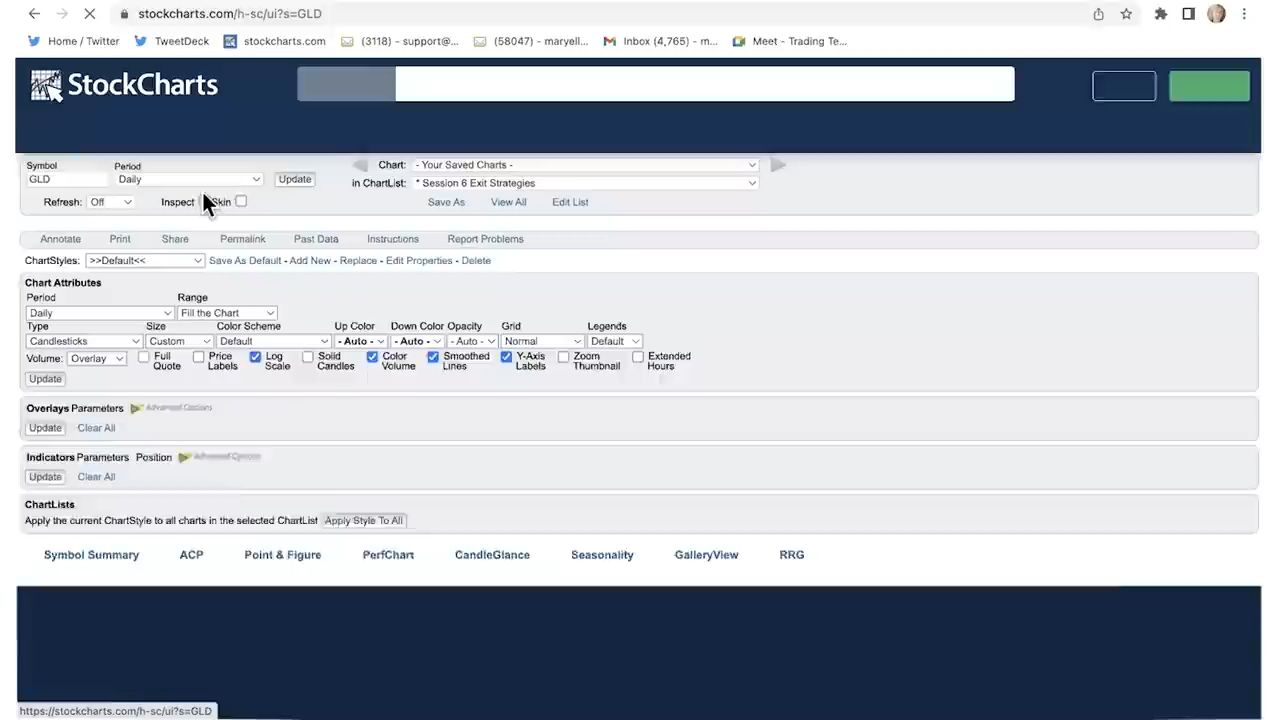 stockcharts.com/h-sc/ui?s=GLD
Home / Twitter TweetDeck stockcharts.com (3118) - support@... (58047) - maryell... Inbox (4,765) - m... Meet - Trading Te...
StockCharts
Symbol Period Chart: - Your Saved Charts -
GLD Daily Update in ChartList: * Session 6 Exit Strategies
Refresh: Off Inspect Skin Save As View All Edit List
Annotate Print Share Permalink Past Data Instructions Report Problems
ChartStyles: >>Default<< Save As Default - Add New - Replace - Edit Properties - Delete
Chart Attributes
Period Range
Daily Fill the Chart
Type Size Color Scheme Up Color Down Color Opacity Grid Legends
Candlesticks Custom Default - Auto - - Auto - - Auto - Normal Default
Volume: Overlay Full Quote Price Labels Log Scale Solid Candles Color Volume Smoothed Lines Y-Axis Labels Zoom Thumbnail Extended Hours
Update
Overlays Parameters Advanced Options
Update Clear All
Indicators Parameters Position Advanced Options
Update Clear All
ChartLists
Apply the current ChartStyle to all charts in the selected ChartList Apply Style To All
Symbol Summary ACP Point & Figure PerfChart CandleGlance Seasonality GalleryView RRG
https://stockcharts.com/h-sc/ui?s=GLD